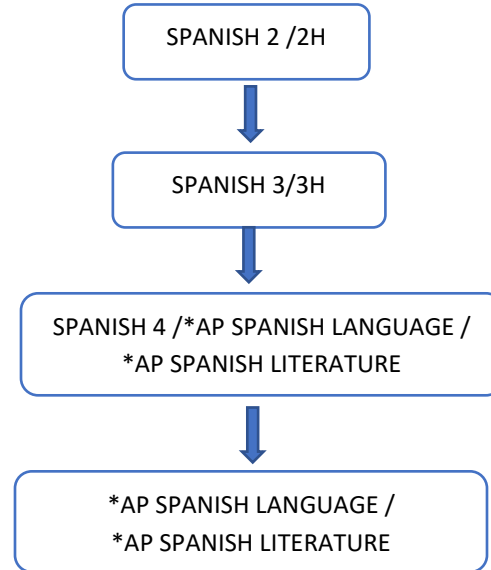 SPANISH 2 /2H
SPANISH 3/3H
SPANISH 4 /*AP SPANISH LANGUAGE /
*AP SPANISH LITERATURE
*AP SPANISH LANGUAGE /
*AP SPANISH LITERATURE